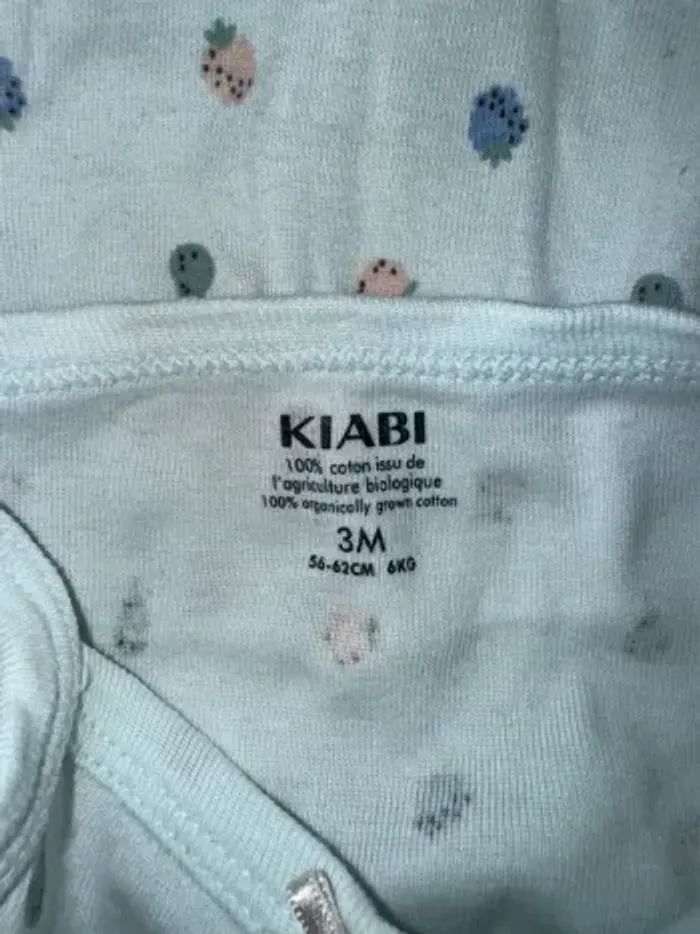 KIABI
100% coton issu de
l'agriculture biologique
100% organically grown cotton
3M
56-62CM 6KG